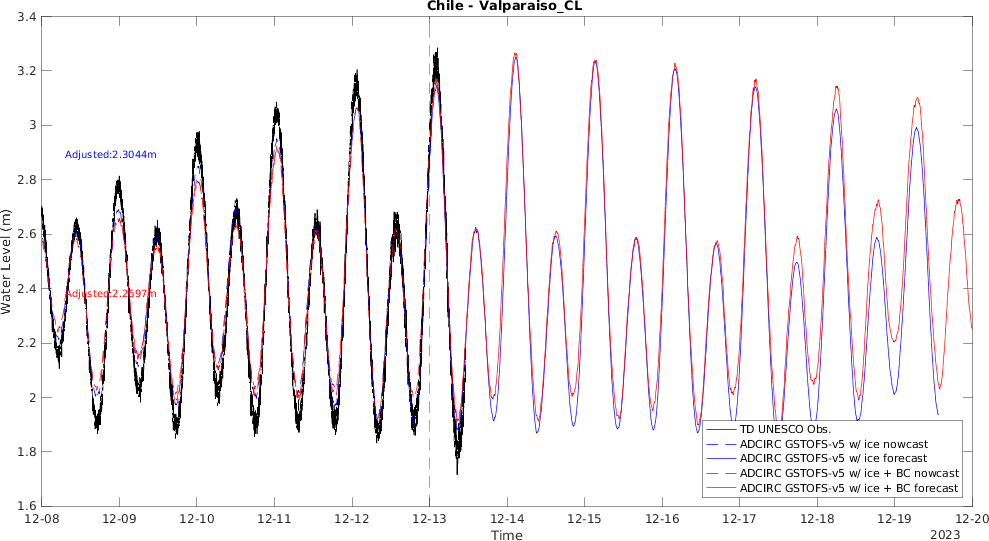 Chile - Valparaiso_CL
3.4
3.2
3
2.8
2.6
2.4
2.2
2
1.8
1.6
Water Level (m)
Adjusted:2.3044m
Adjusted:2.2597m
TD UNESCO Obs.
ADCIRC GSTOFS-v5 w/ ice nowcast
ADCIRC GSTOFS-v5 w/ ice forecast
ADCIRC GSTOFS-v5 w/ ice + BC nowcast
ADCIRC GSTOFS-v5 w/ ice + BC forecast
12-08 12-09 12-10 12-11 12-12 12-13 12-14 12-15 12-16 12-17 12-18 12-19 12-20
Time
2023